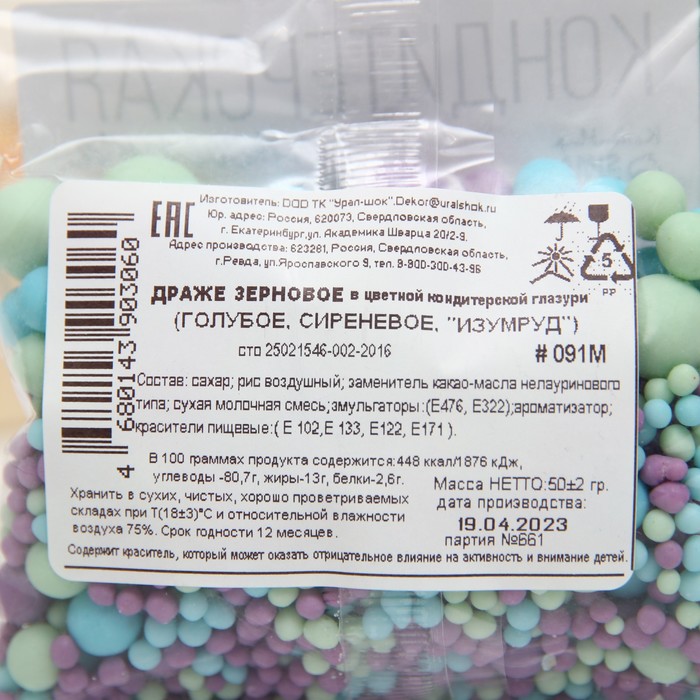 КОНДИТЕРСКАЯ
ЕАС
Изготовитель: ООО ТК "Урал-шок".Dekor@uralshok.ru
Юр. адрес: Россия, 620073, Свердловская область,
г. Екатеринбург,ул. Академика Шварца 20/2-9.
Адрес производства: 623281, Россия, Свердловская область,
г.Ревда, ул.Ярославского 9, тел. 8-900-300-43-96
5
PP
ДРАЖЕ ЗЕРНОВОЕ в цветной кондитерской глазури
(ГОЛУБОЕ, СИРЕНЕВОЕ, "ИЗУМРУД")
сто 25021546-002-2016 # 091М
Состав: сахар; рис воздушный; заменитель какао-масла нелауринового
типа; сухая молочная смесь;эмульгаторы:(Е476, Е322);ароматизатор;
красители пищевые:( Е 102,Е 133, Е122, Е171 ).
В 100 граммах продукта содержится:448 ккал/1876 кДж,
углеводы -80,7г, жиры-13г, белки-2,6г.
Хранить в сухих, чистых, хорошо проветриваемых
складах при Т(18±3)°С и относительной влажности
воздуха 75%. Срок годности 12 месяцев.
Масса НЕТТО:50±2 гр.
дата производства:
19.04.2023
партия №661
Содержит краситель, который может оказать отрицательное влияние на активность и внимание детей.
4 680143 903060